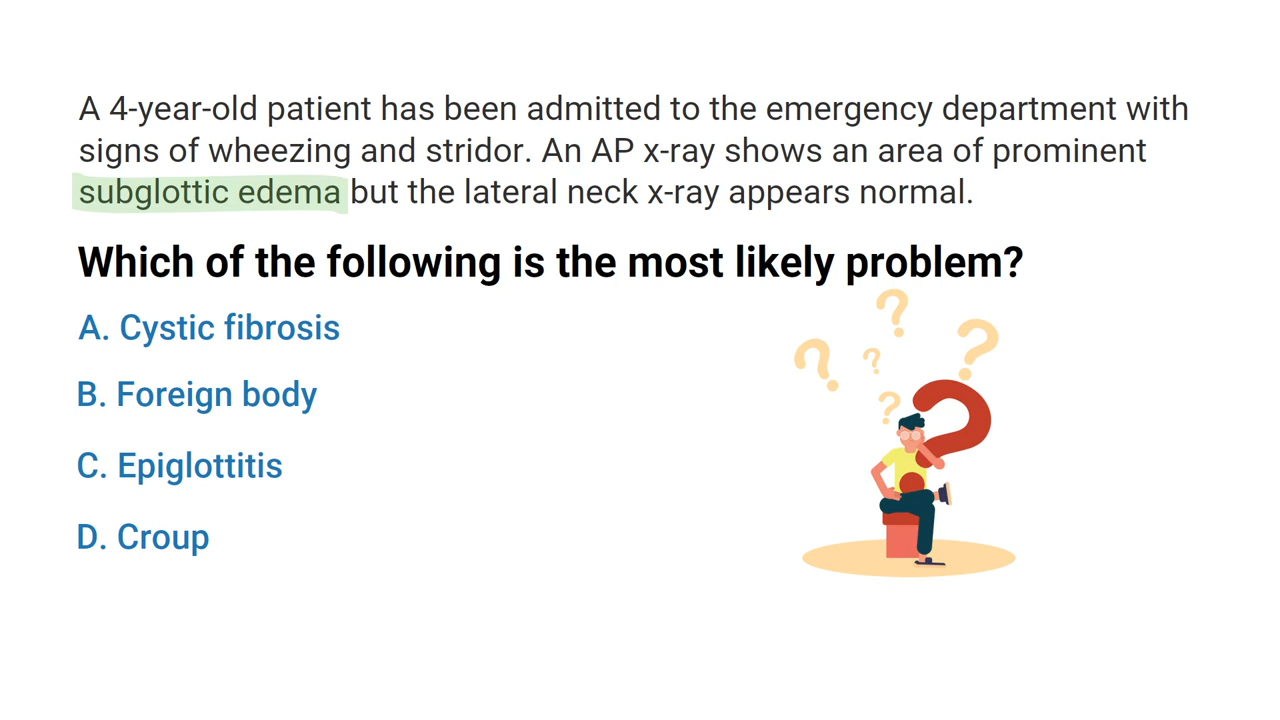 A 4-year-old patient has been admitted to the emergency department with
signs of wheezing and stridor. An AP x-ray shows an area of prominent
subglottic edema but the lateral neck x-ray appears normal.
Which of the following is the most likely problem?
A. Cystic fibrosis
B. Foreign body
C. Epiglottitis
D. Croup